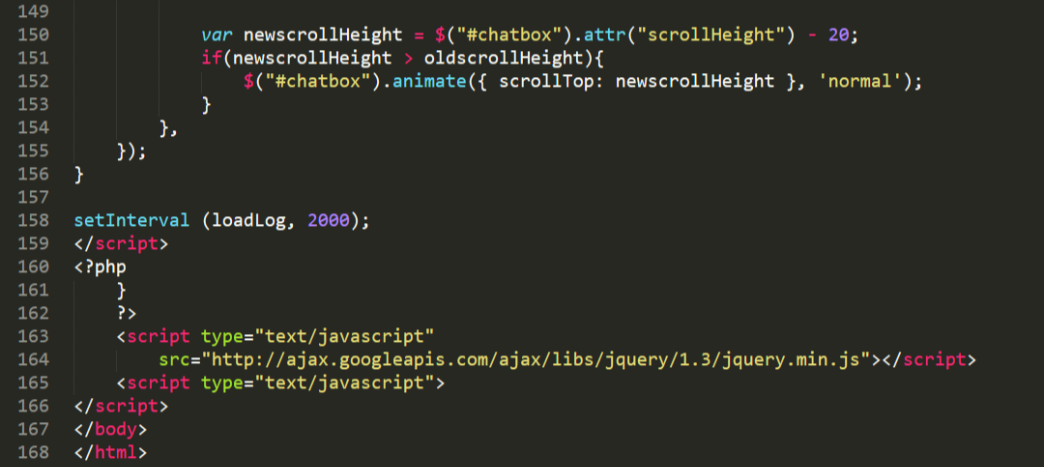 149
150 var newscrollHeight = $("#chatbox").attr("scrollHeight") - 20;
151 if(newscrollHeight > oldscrollHeight){
152 $("#chatbox").animate({ scrollTop: newscrollHeight }, 'normal');
153 }
154 },
155 });
156 }
157
158 setInterval (loadLog, 2000);
159 </script>
160 <?php
161 }
162 ?>
163 <script type="text/javascript"
164 src="http://ajax.googleapis.com/ajax/libs/jquery/1.3/jquery.min.js"></script>
165 <script type="text/javascript">
166 </script>
167 </body>
168 </html>